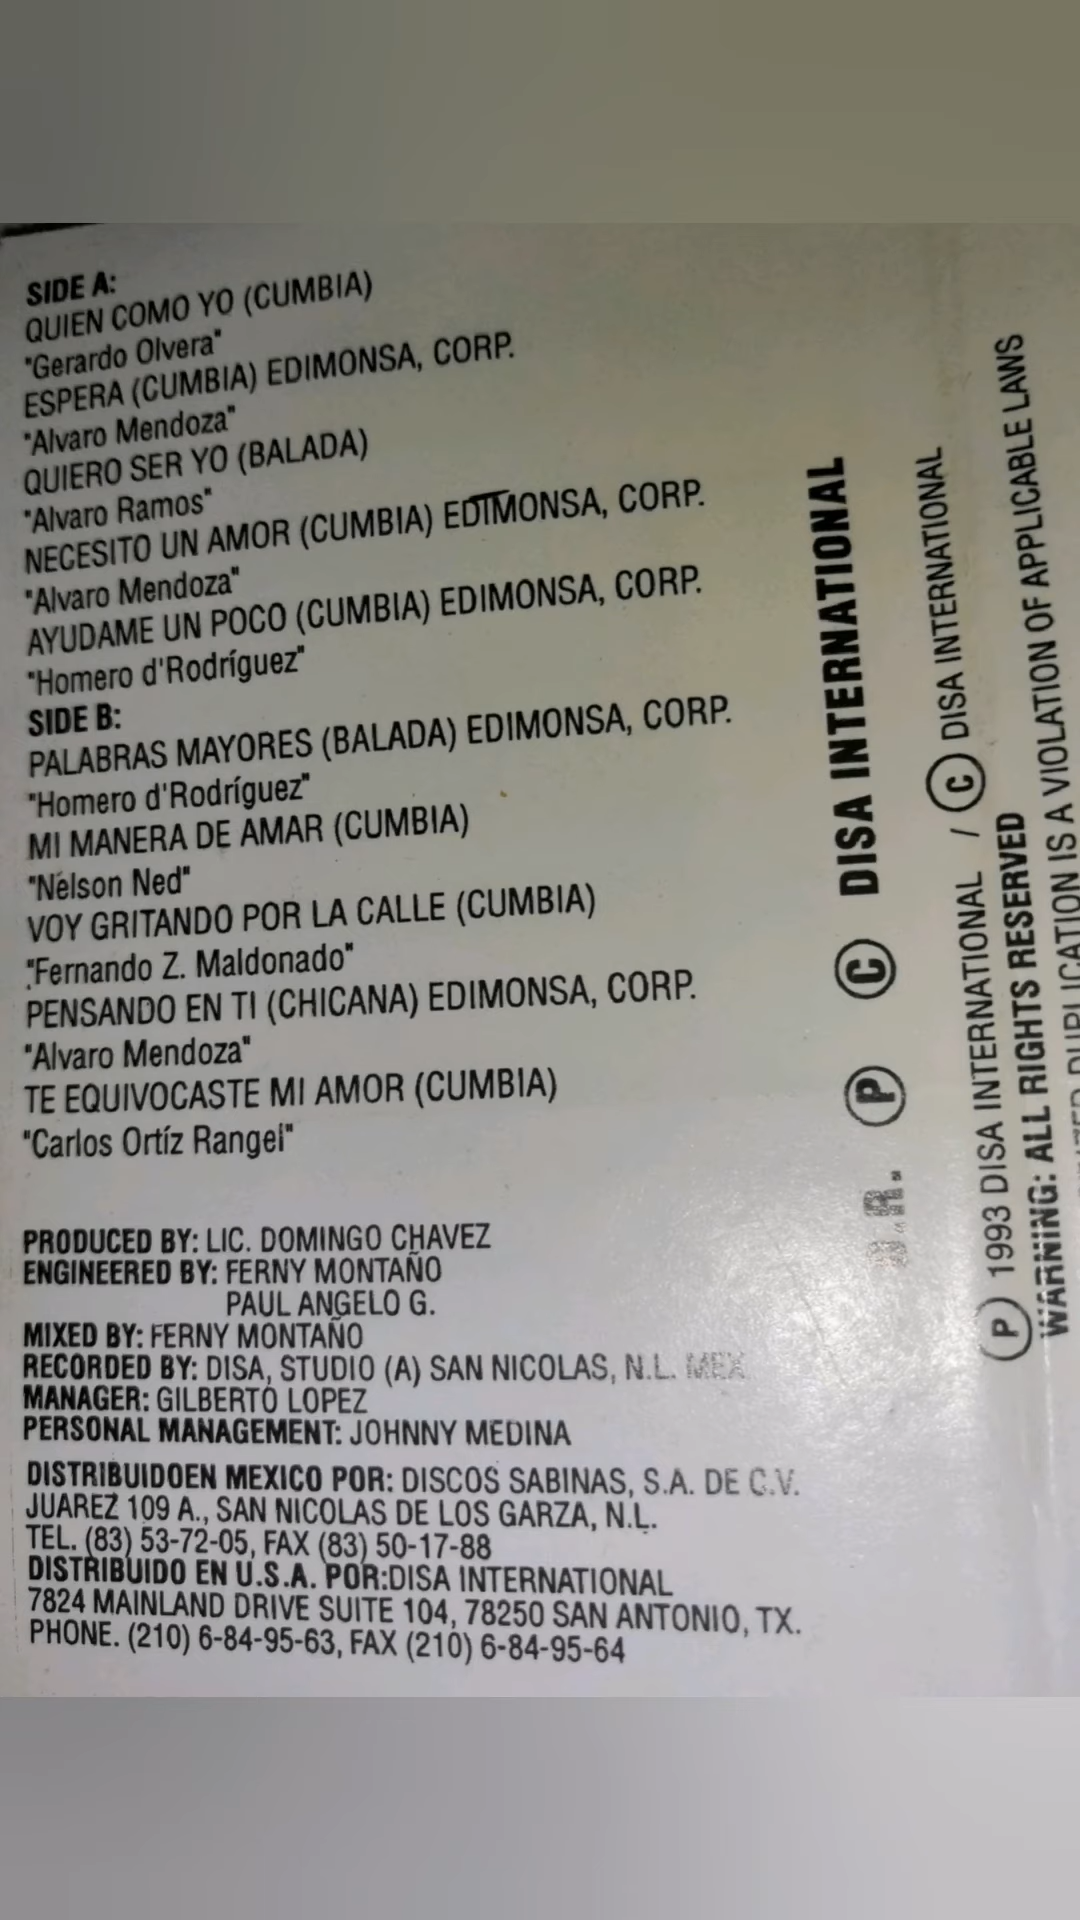 SIDE A:
QUIEN COMO YO (CUMBIA)
"Gerardo Olvera"
ESPERA (CUMBIA) EDIMONSA, CORP.
"Alvaro Mendoza"
QUIERO SER YO (BALADA)
"Alvaro Ramos"
NECESITO UN AMOR (CUMBIA) EDIMONSA, CORP.
"Alvaro Mendoza"
AYUDAME UN POCO (CUMBIA) EDIMONSA, CORP.
"Homero d'Rodríguez"
SIDE B:
PALABRAS MAYORES (BALADA) EDIMONSA, CORP.
"Homero d'Rodríguez"
MI MANERA DE AMAR (CUMBIA)
"Nelson Ned"
VOY GRITANDO POR LA CALLE (CUMBIA)
"Fernando Z. Maldonado"
PENSANDO EN TI (CHICANA) EDIMONSA, CORP.
"Alvaro Mendoza"
TE EQUIVOCASTE MI AMOR (CUMBIA)
"Carlos Ortíz Rangel"
PRODUCED BY: LIC. DOMINGO CHAVEZ
ENGINEERED BY: FERNY MONTAÑO
PAUL ANGELO G.
MIXED BY: FERNY MONTAÑO
RECORDED BY: DISA, STUDIO (A) SAN NICOLAS, N.L. MEX
MANAGER: GILBERTO LOPEZ
PERSONAL MANAGEMENT: JOHNNY MEDINA
DISTRIBUIDOEN MEXICO POR: DISCOS SABINAS, S.A. DE C.V.
JUAREZ 109 A., SAN NICOLAS DE LOS GARZA, N.L.
TEL. (83) 53-72-05, FAX (83) 50-17-88
DISTRIBUIDO EN U.S.A. POR:DISA INTERNATIONAL
7824 MAINLAND DRIVE SUITE 104, 78250 SAN ANTONIO, TX.
PHONE. (210) 6-84-95-63, FAX (210) 6-84-95-64
D.R. Ⓟ Ⓒ DISA INTERNATIONAL
Ⓟ 1993 DISA INTERNATIONAL / Ⓒ DISA INTERNATIONAL
WARNING: ALL RIGHTS RESERVED
DUPLICATION IS A VIOLATION OF APPLICABLE LAWS